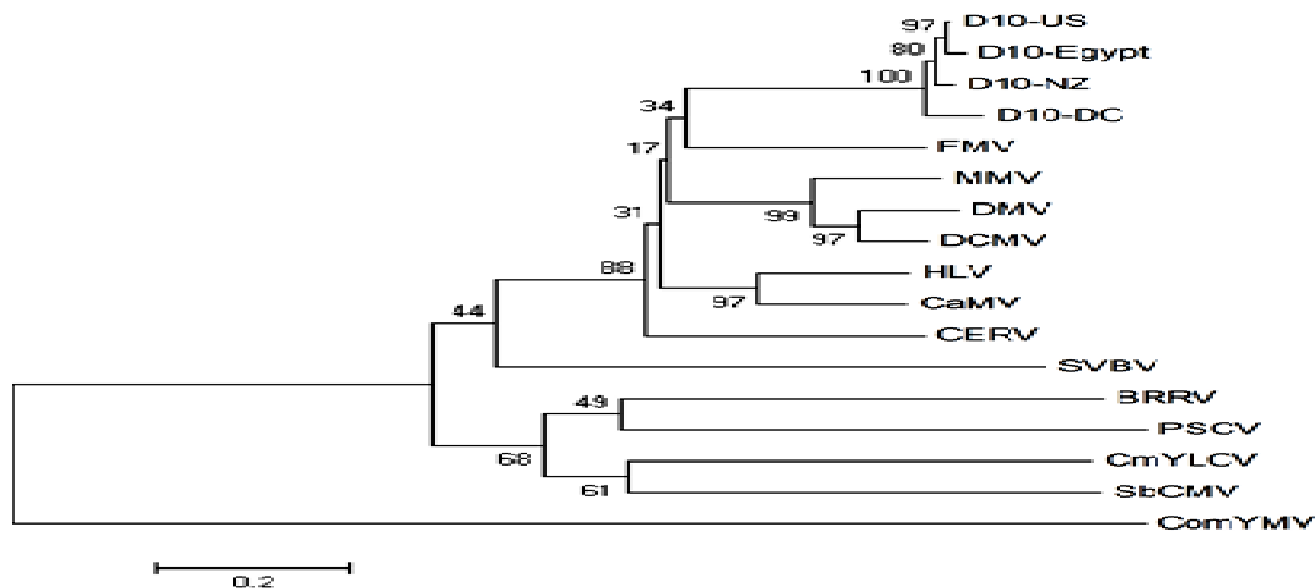 97 D10-US
80 D10-Egypt
100 D10-NZ
D10-DC
34
17 FMV
MMV
31 99 DMV
97 DCMV
88 HLV
97 CaMV
44 CERV
SVBV
49 BRRV
PSCV
68 CmYLCV
61 SbCMV
ComYMV
0.2